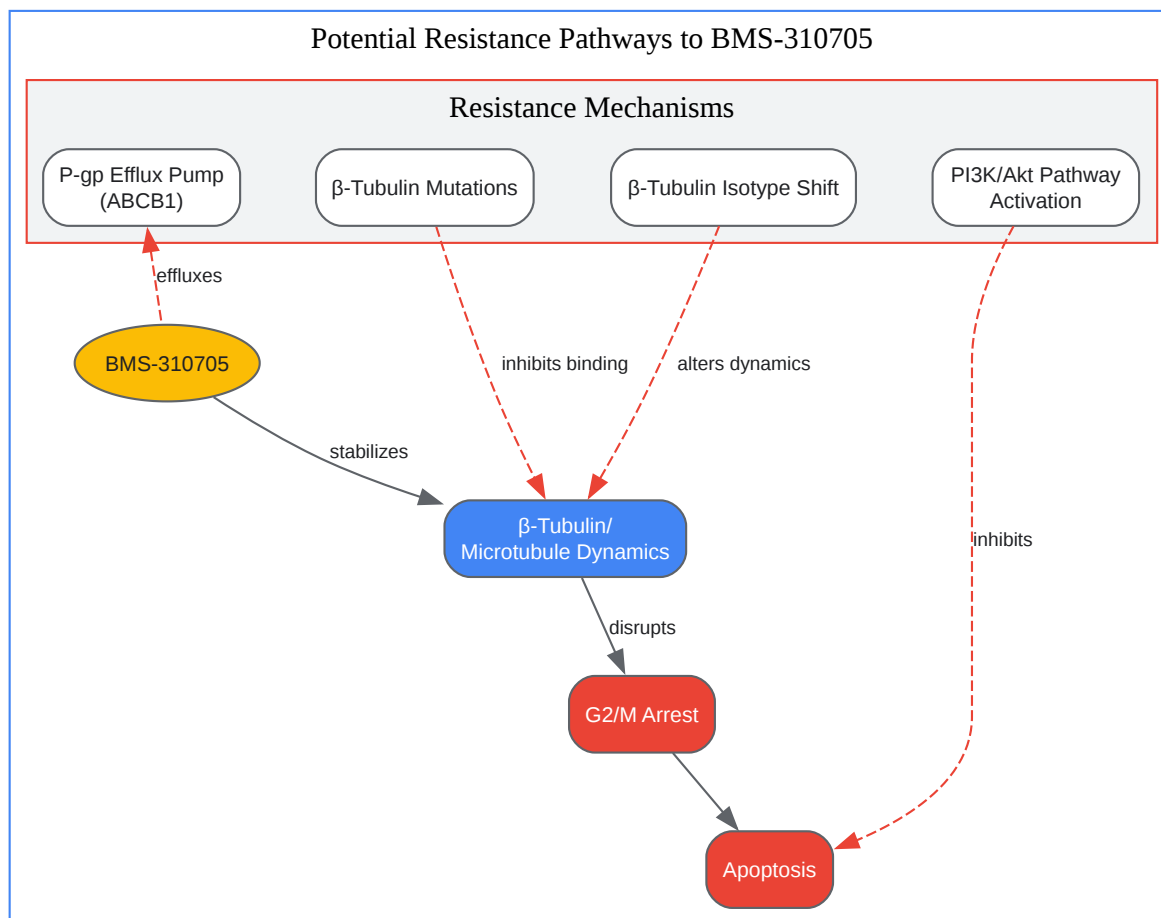 Potential Resistance Pathways to BMS-310705
Resistance Mechanisms
P-gp Efflux Pump
(ABCB1)
β-Tubulin Mutations
β-Tubulin Isotype Shift
PI3K/Akt Pathway
Activation
effluxes
BMS-310705
inhibits binding
alters dynamics
stabilizes
β-Tubulin/
Microtubule Dynamics
inhibits
disrupts
G2/M Arrest
Apoptosis